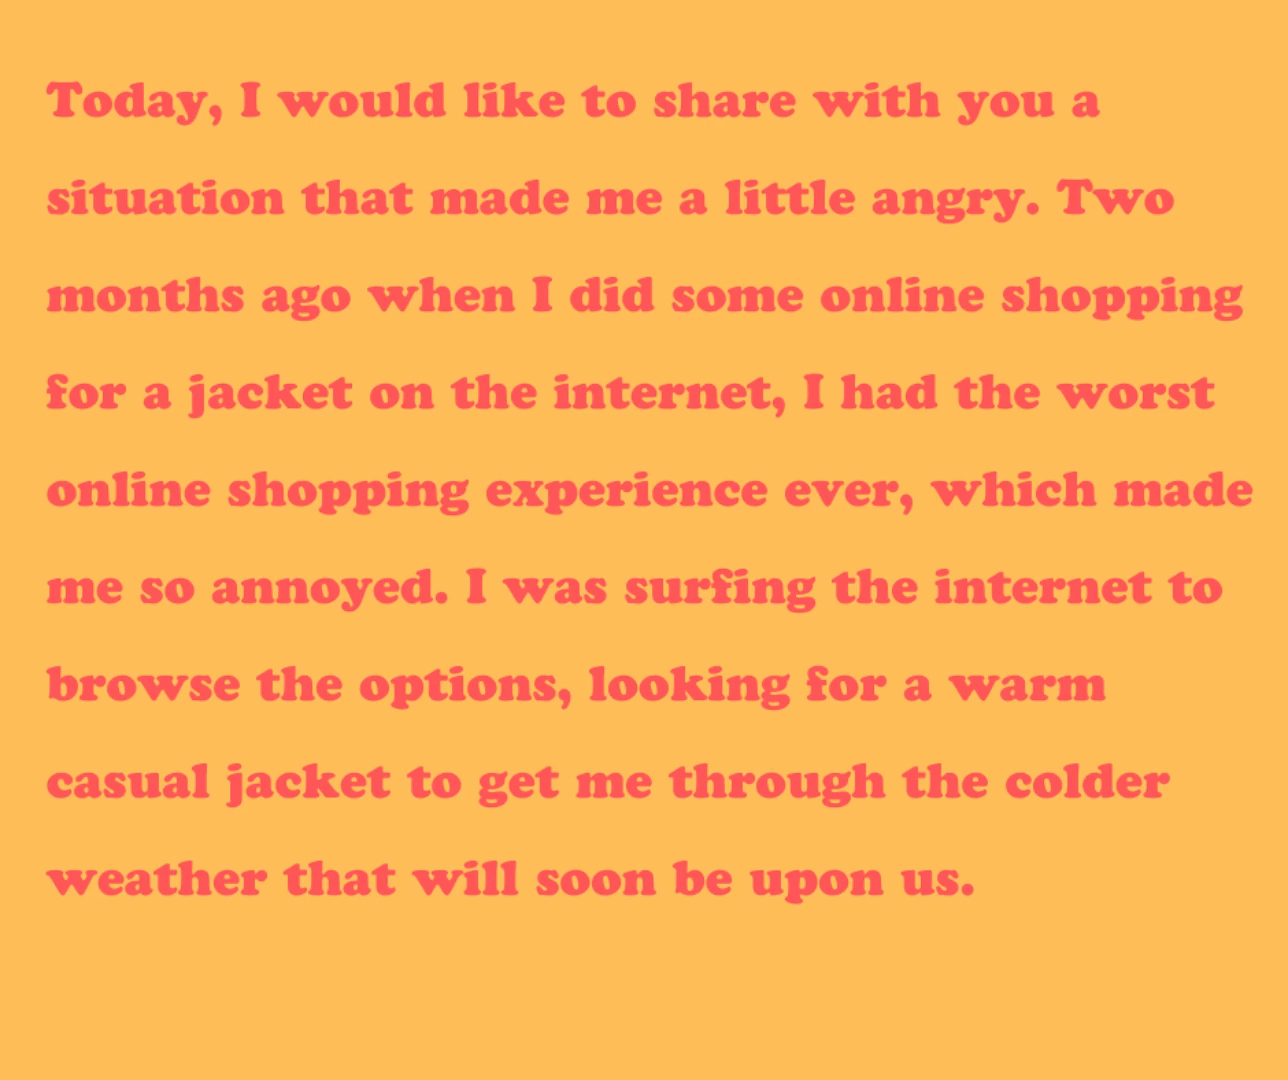 Today, I would like to share with you a
situation that made me a little angry. Two
months ago when I did some online shopping
for a jacket on the internet, I had the worst
online shopping experience ever, which made
me so annoyed. I was surfing the internet to
browse the options, looking for a warm
casual jacket to get me through the colder
weather that will soon be upon us.